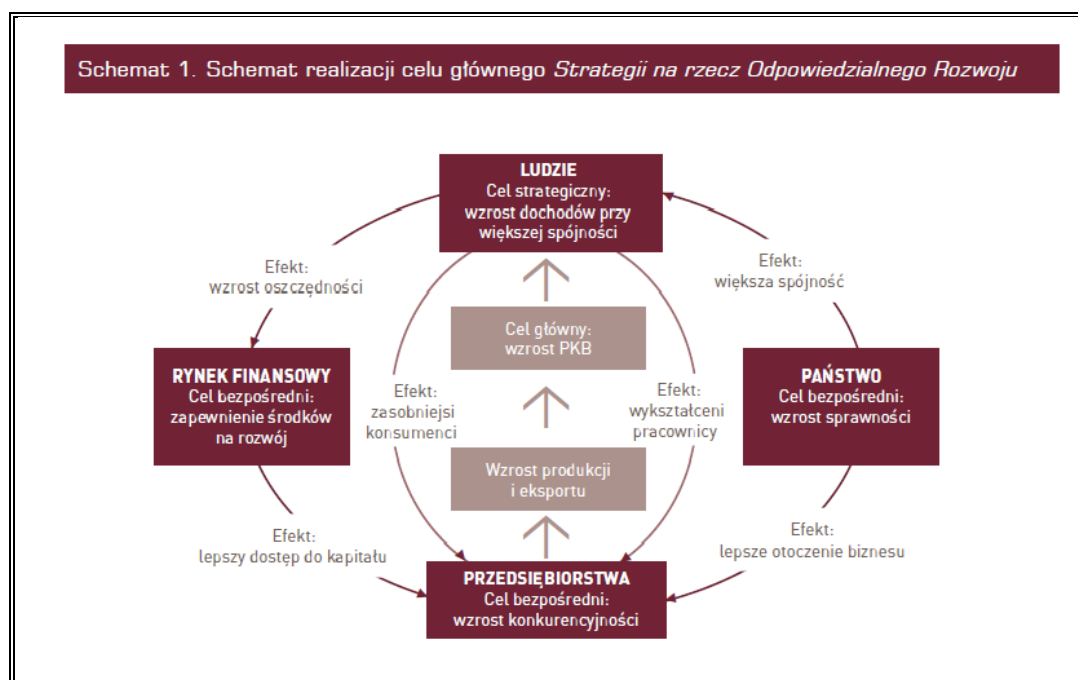 Schemat 1. Schemat realizacji celu głównego Strategii na rzecz Odpowiedzialnego Rozwoju
LUDZIE
Cel strategiczny:
wzrost dochodów przy
większej spójności
Efekt:
wzrost oszczędności
Efekt:
większa spójność
Cel główny:
wzrost PKB
RYNEK FINANSOWY
Cel bezpośredni:
zapewnienie środków
na rozwój
Efekt:
zasobniejsi
konsumenci
Efekt:
wykształceni
pracownicy
PAŃSTWO
Cel bezpośredni:
wzrost sprawności
Wzrost produkcji
i eksportu
Efekt:
lepszy dostęp do kapitału
Efekt:
lepsze otoczenie biznesu
PRZEDSIĘBIORSTWA
Cel bezpośredni:
wzrost konkurencyjności